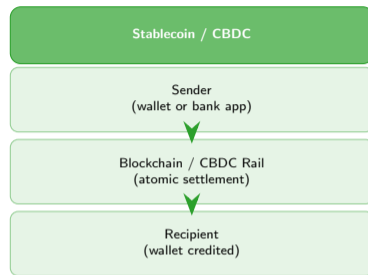 Stablecoin / CBDC
Sender
(wallet or bank app)
Blockchain / CBDC Rail
(atomic settlement)
Recipient
(wallet credited)